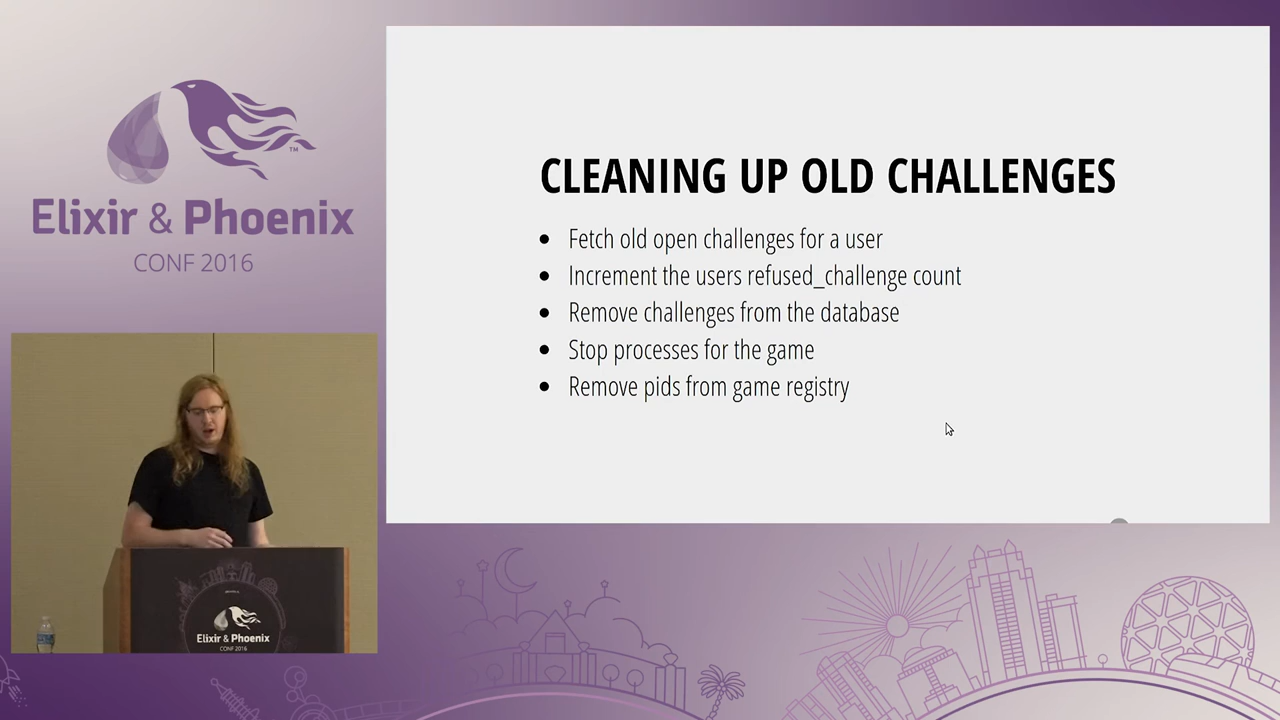 Elixir & Phoenix
CONF 2016
TM
CLEANING UP OLD CHALLENGES
• Fetch old open challenges for a user
• Increment the users refused_challenge count
• Remove challenges from the database
• Stop processes for the game
• Remove pids from game registry
Elixir & Phoenix
CONF 2016